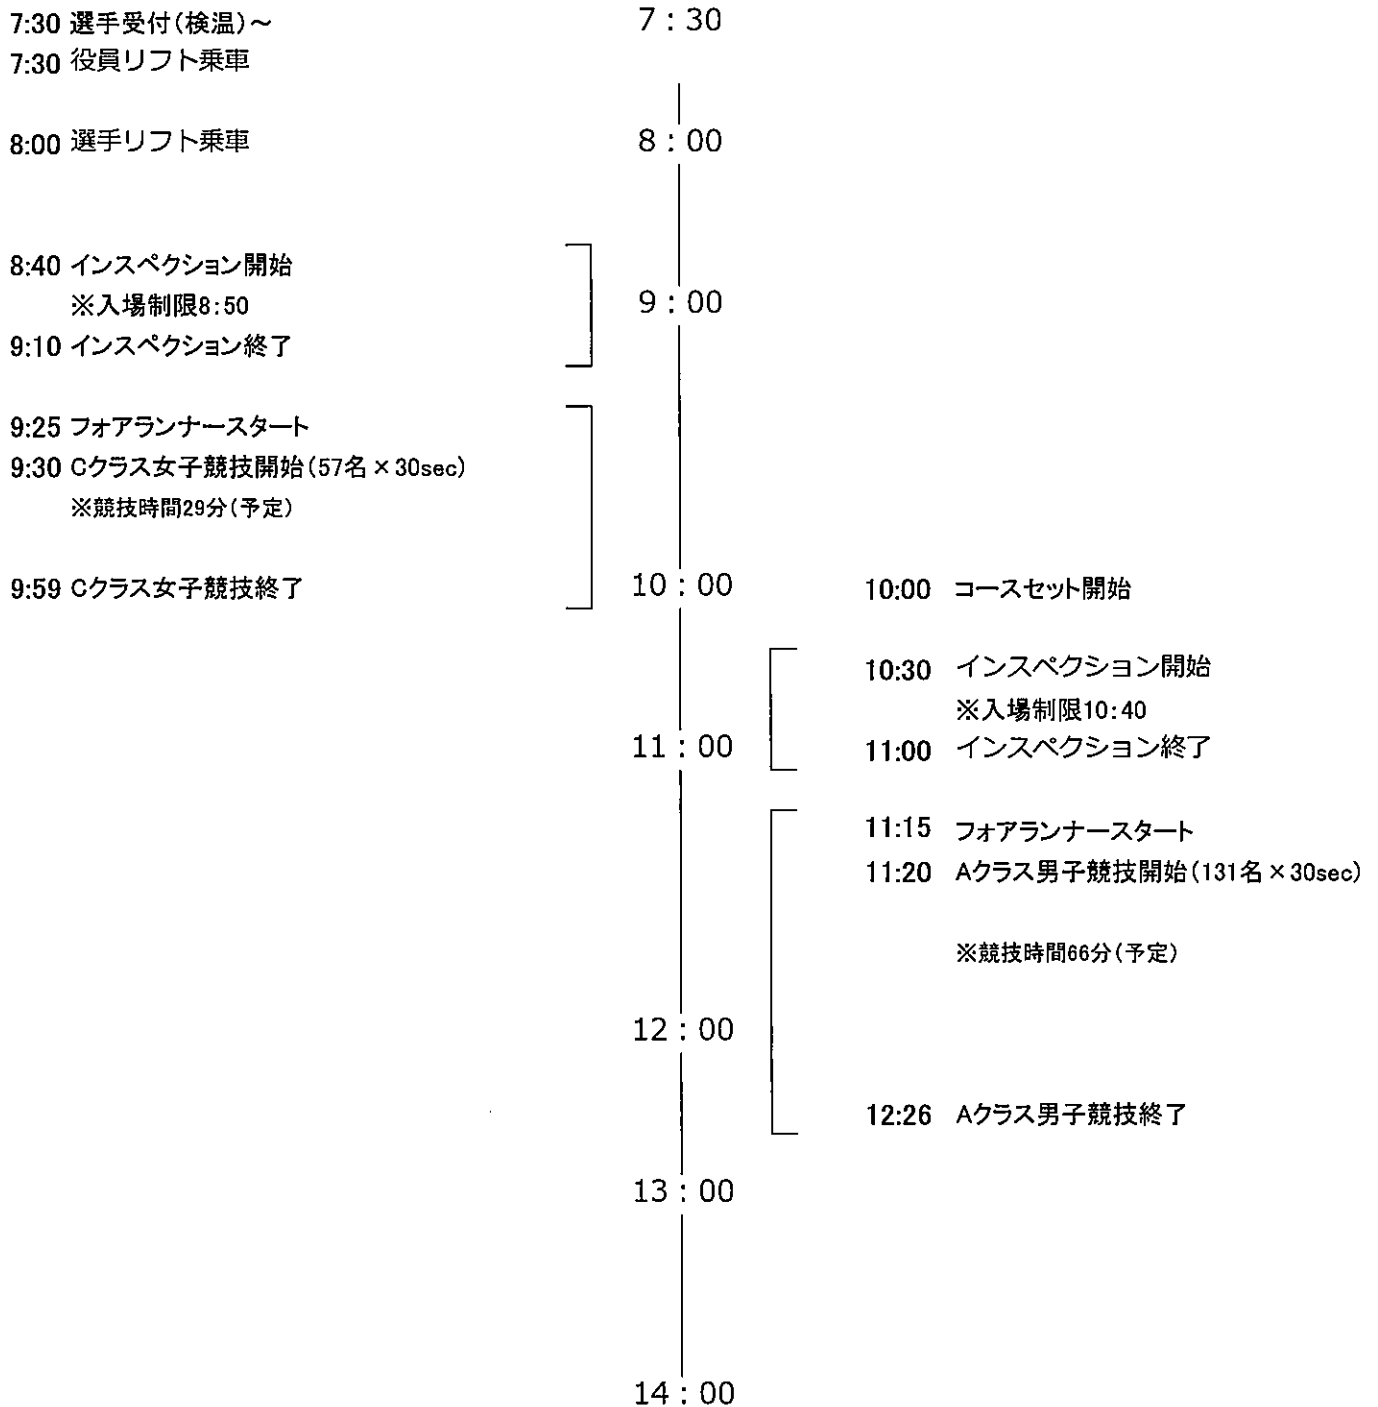 7:30 選手受付(検温)～
7:30 役員リフト乗車
8:00 選手リフト乗車
8:40 インスペクション開始
※入場制限8:50
9:10 インスペクション終了
9:25 フォアランナースタート
9:30 Cクラス女子競技開始(57名×30sec)
※競技時間29分(予定)
9:59 Cクラス女子競技終了
7:30
8:00
9:00
10:00
11:00
12:00
13:00
14:00
10:00 コースセット開始
10:30 インスペクション開始
※入場制限10:40
11:00 インスペクション終了
11:15 フォアランナースタート
11:20 Aクラス男子競技開始(131名×30sec)
※競技時間66分(予定)
12:26 Aクラス男子競技終了